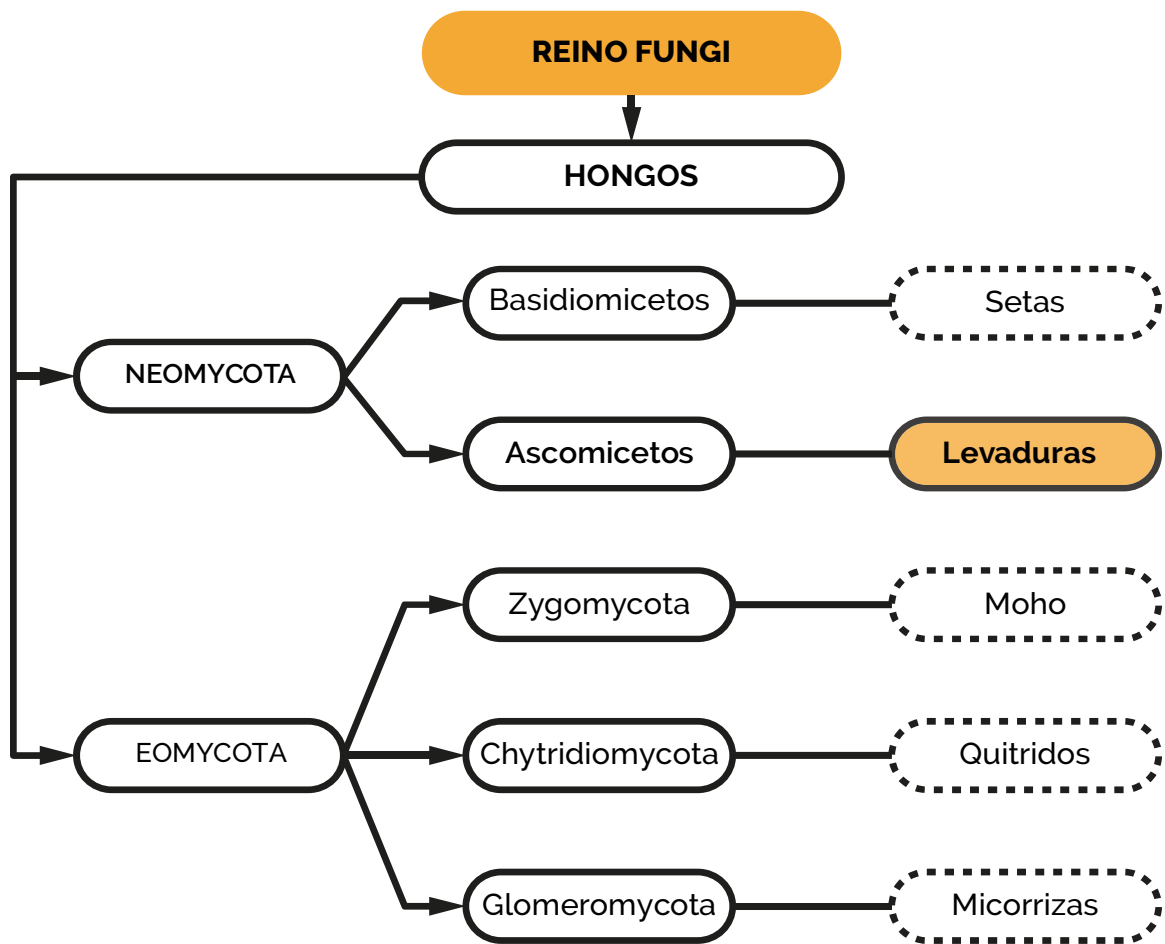 REINO FUNGI
HONGOS
Basidiomicetos
Setas
NEOMYCOTA
Ascomicetos
Levaduras
Zygomycota
Moho
EOMYCOTA
Chytridiomycota
Quitridos
Glomeromycota
Micorrizas